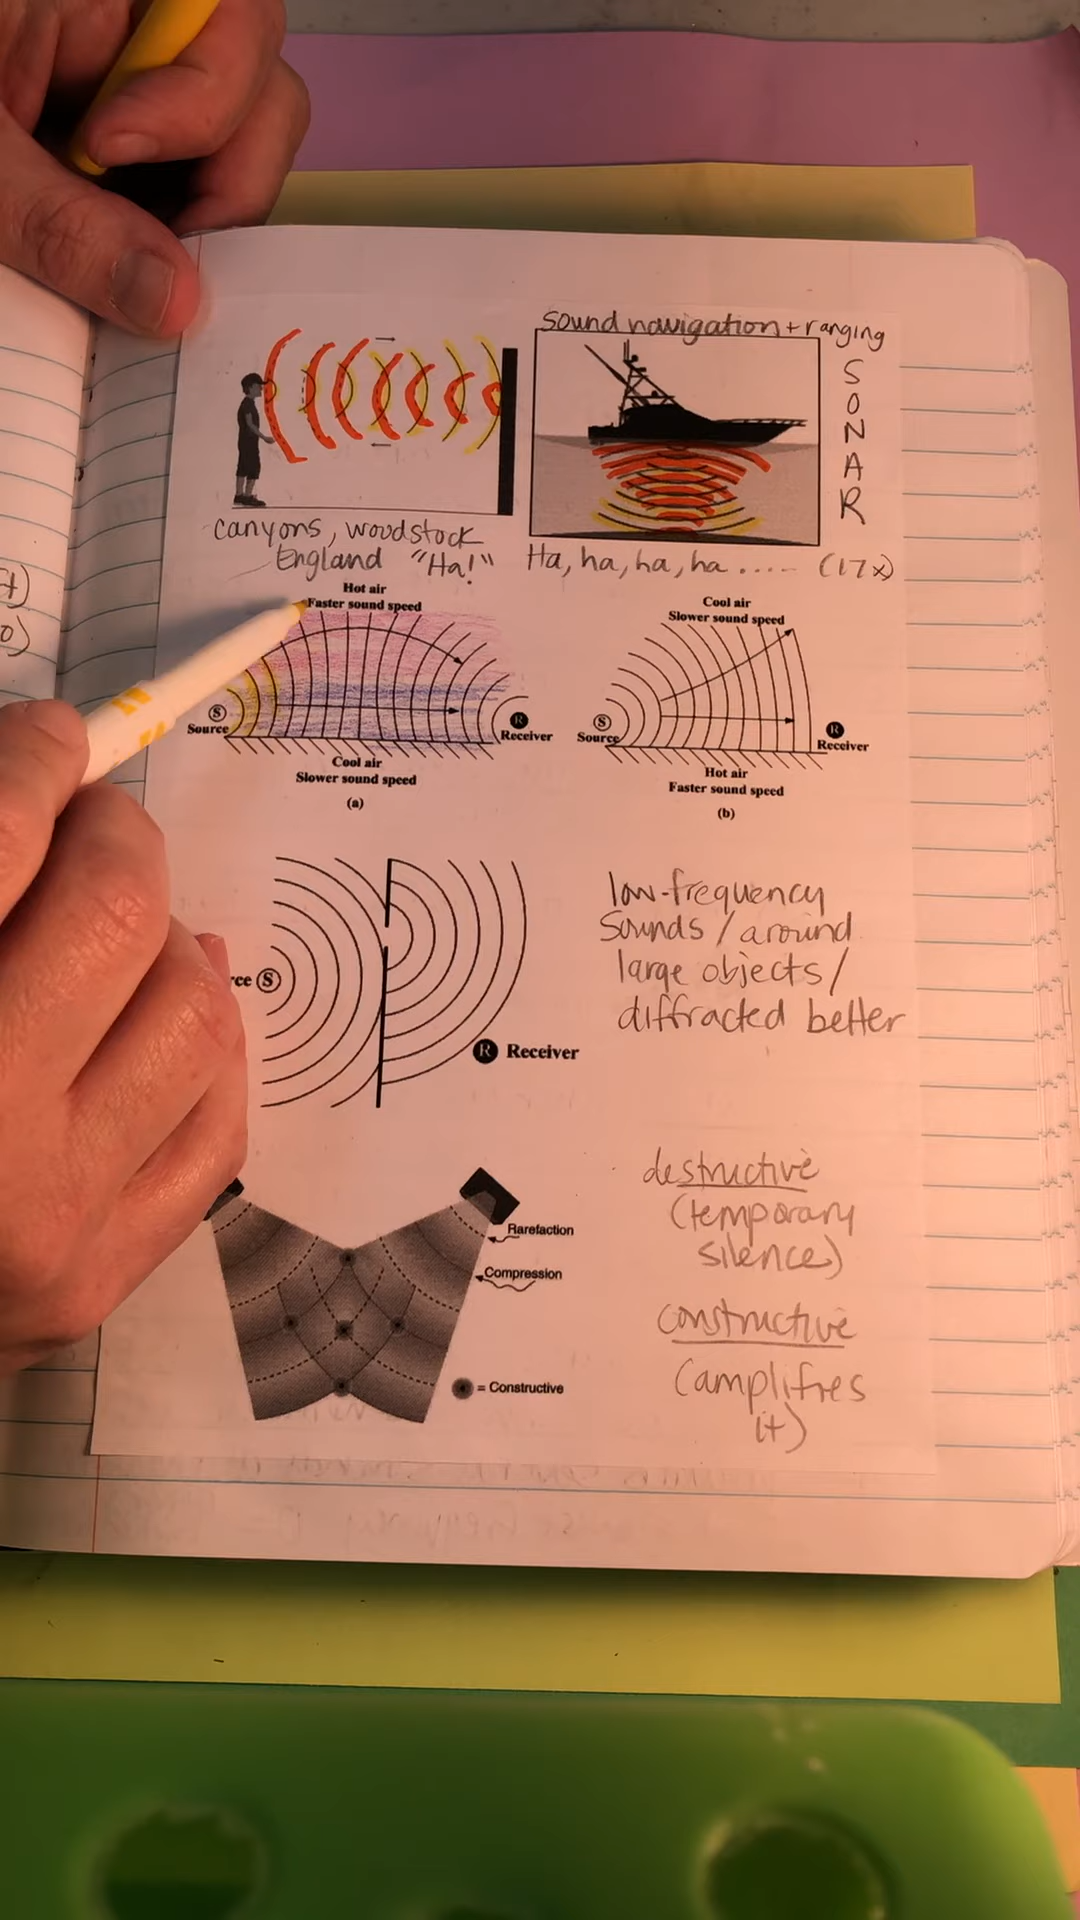 Sound navigation + ranging
S
O
N
A
R
canyons, woodstock
England "Ha!"
Ha, ha, ha, ha ..... (17x)
Hot air
Faster sound speed
S
Source
R
Receiver
Cool air
Slower sound speed
(a)
Cool air
Slower sound speed
S
Source
R
Receiver
Hot air
Faster sound speed
(b)
rce S
R Receiver
low-frequency
Sounds / around
large objects /
diffracted better
Rarefaction
Compression
= Constructive
destructive
(temporary
silence)
constructive
(amplifies
it)